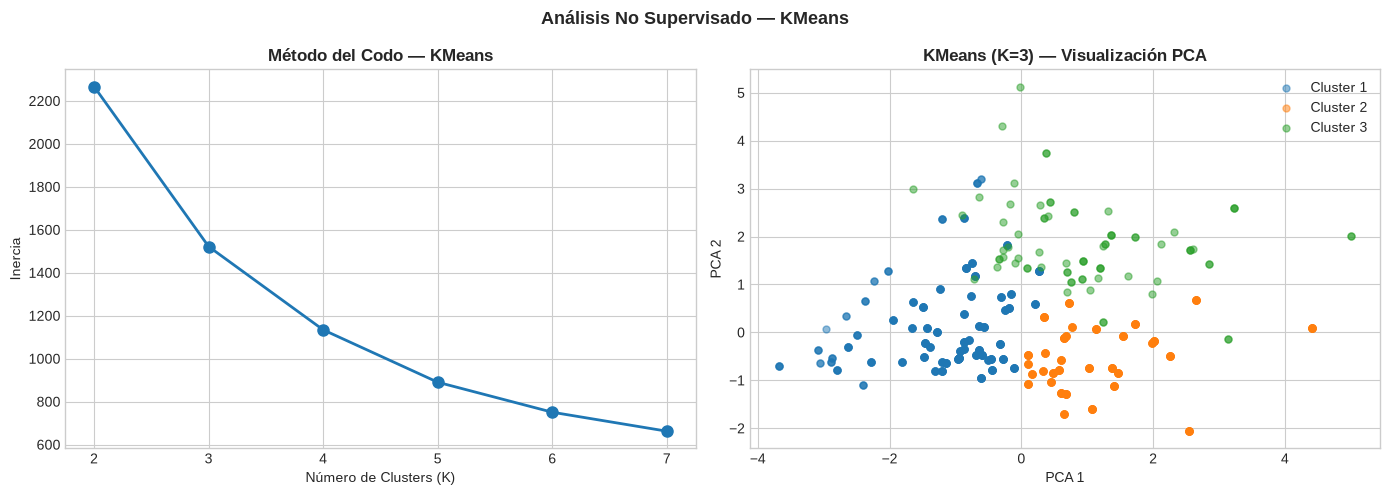 Análisis No Supervisado — KMeans
Método del Codo — KMeans
2200
2000
1800
1600
1400
1200
1000
800
600
Inercia
2 3 4 5 6 7
Número de Clusters (K)
KMeans (K=3) — Visualización PCA
Cluster 1
Cluster 2
Cluster 3
5
4
3
2
1
0
−1
−2
PCA 2
−4 −2 0 2 4
PCA 1